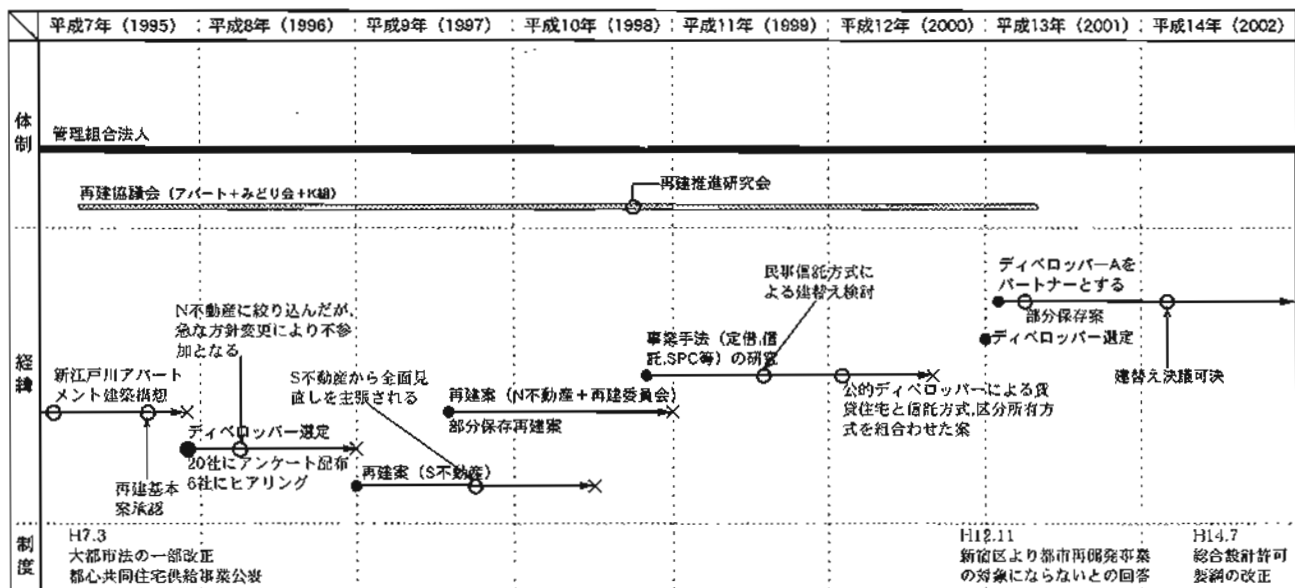 平成7年（1995） 平成8年（1996） 平成9年（1997） 平成10年（1998） 平成11年（1999） 平成12年（2000） 平成13年（2001） 平成14年（2002）
体制
管理組合法人
再建協議会（アパート＋みどり会＋K組）
再建推進研究会
経緯
新江戸川アパート
メント建築構想
再建基本
案承認
N不動産に絞り込んだが,
急な方針変更により不参
加となる
ディベロッパー選定
20社にアンケート配布
6社にヒアリング
S不動産から全面見
直しを主張される
再建案（S不動産）
再建案（N不動産＋再建委員会）
部分保存再建案
事業手法（定借,信
託,SPC等）の研究
民事信託方式に
よる建替え検討
公的ディベロッパーによる賃
貸住宅と信託方式,区分所有方
式を組合わせた案
ディベロッパーAを
パートナーとする
部分保存案
ディベロッパー選定
建替え決議可決
制度
H7.3
大都市法の一部改正
都心共同住宅供給事業公表
H12.11
新宿区より都市再開発事業
の対象にならないとの回答
H14.7
総合設計許可
要綱の改正